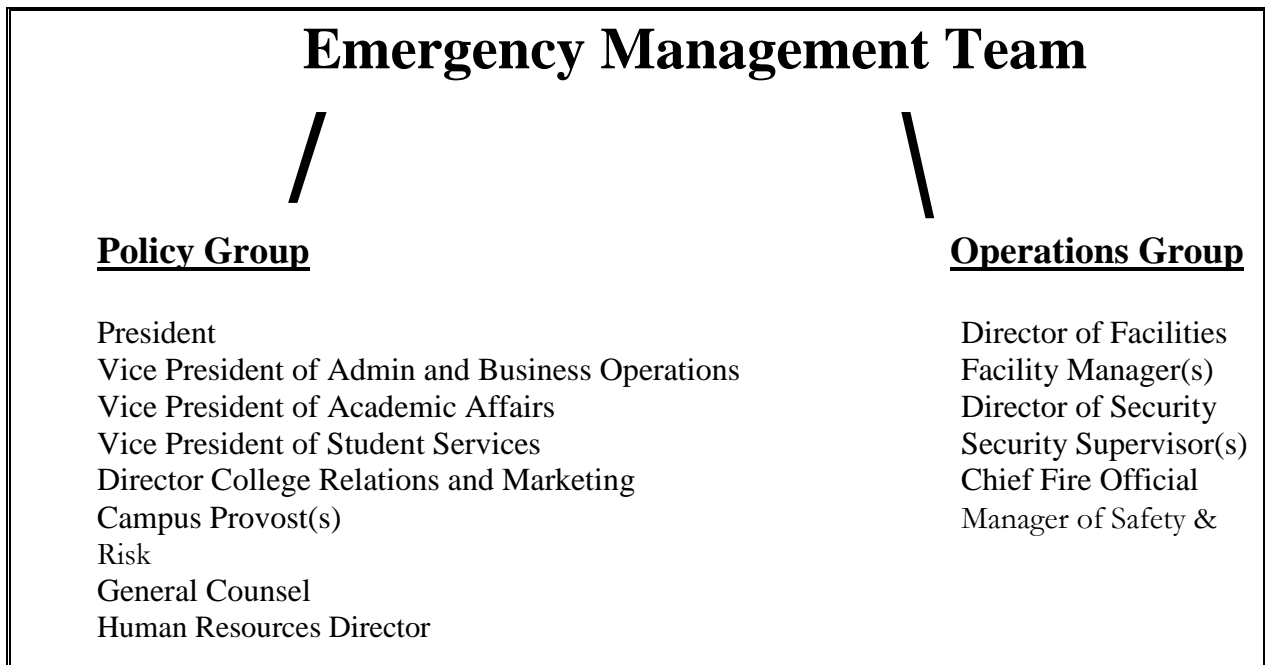 Emergency Management Team
/ \
Policy Group Operations Group
President Director of Facilities
Vice President of Admin and Business Operations Facility Manager(s)
Vice President of Academic Affairs Director of Security
Vice President of Student Services Security Supervisor(s)
Director College Relations and Marketing Chief Fire Official
Campus Provost(s) Manager of Safety &
Risk
General Counsel
Human Resources Director